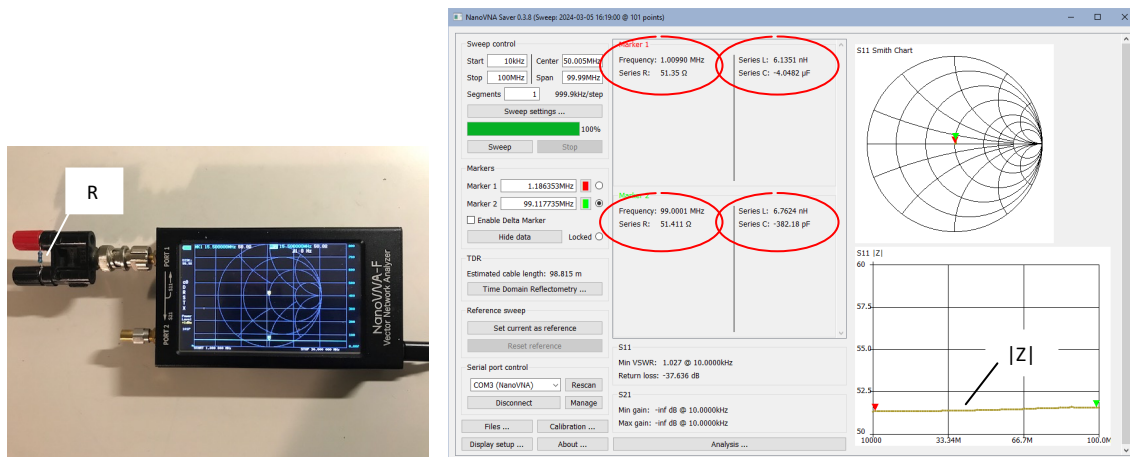 R
PORT 1
S11
S21
PORT 2
NanoVNA-F
Vector Network Analyzer
NanoVNA Saver 0.3.8 (Sweep: 2024-03-05 16:19:00 @ 101 points)
Sweep control
Start 10kHz Center 50.005MHz
Stop 100MHz Span 99.99MHz
Segments 1 999.9kHz/step
Sweep settings ...
100%
Sweep Stop
Markers
Marker 1 1.186353MHz
Marker 2 99.117735MHz
Enable Delta Marker
Hide data Locked
TDR
Estimated cable length: 98.815 m
Time Domain Reflectometry ...
Reference sweep
Set current as reference
Reset reference
Serial port control
COM3 (NanoVNA) Rescan
Disconnect Manage
Files ... Calibration ...
Display setup ... About ...
Marker 1
Frequency: 1.00990 MHz Series L: 6.1351 nH
Series R: 51.35 Ω Series C: -4.0482 µF
Frequency: 99.0001 MHz Series L: 6.7624 nH
Series R: 51.411 Ω Series C: -382.18 pF
S11
Min VSWR: 1.027 @ 10.0000kHz
Return loss: -37.636 dB
S21
Min gain: -inf dB @ 10.0000kHz
Max gain: -inf dB @ 10.0000kHz
Analysis ...
S11 Smith Chart
S11 |Z|
60
57.5
55.0
52.5
50
|Z|
10000 33.34M 66.7M 100.0M